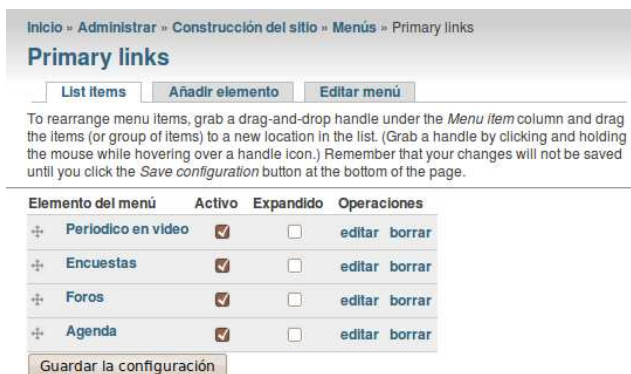 Inicio » Administrar » Construcción del sitio » Menús » Primary links
Primary links
List items Añadir elemento Editar menú
To rearrange menu items, grab a drag-and-drop handle under the Menu item column and drag
the items (or group of items) to a new location in the list. (Grab a handle by clicking and holding
the mouse while hovering over a handle icon.) Remember that your changes will not be saved
until you click the Save configuration button at the bottom of the page.
Elemento del menú Activo Expandido Operaciones
Periodico en video editar borrar
Encuestas editar borrar
Foros editar borrar
Agenda editar borrar
Guardar la configuración